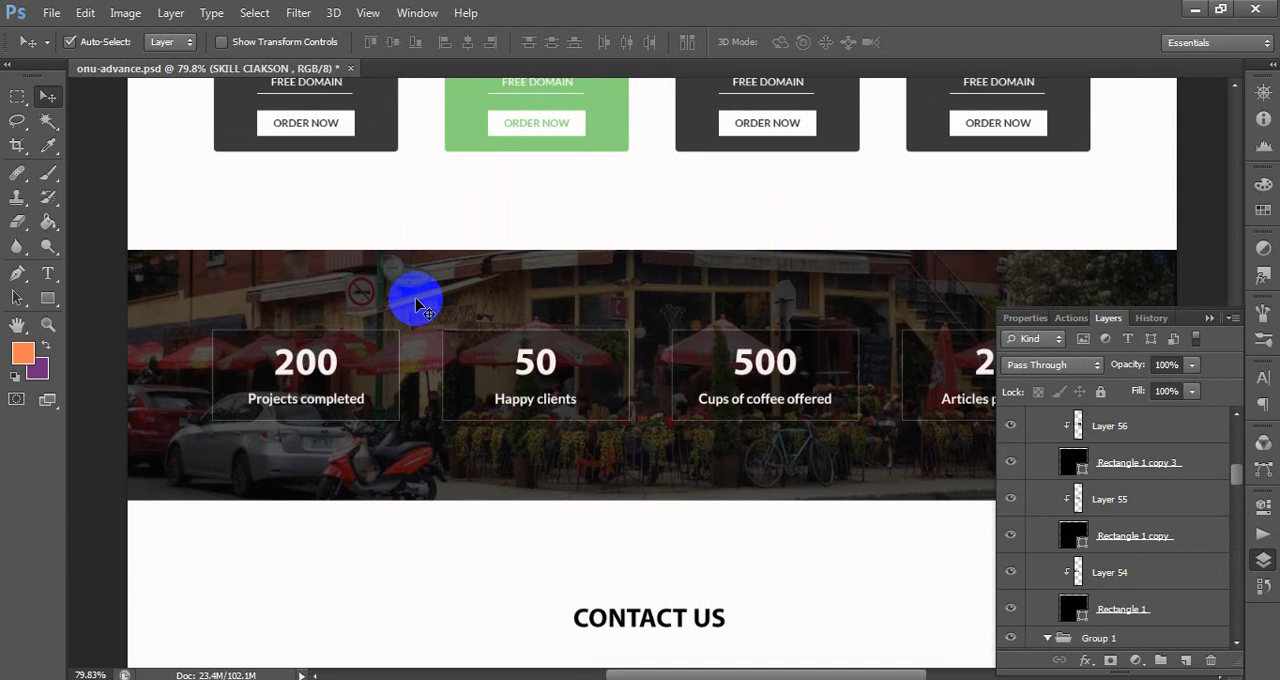 Ps File Edit Image Layer Type Select Filter 3D View Window Help
Auto-Select: Layer Show Transform Controls 3D Mode: Essentials
onu-advance.psd @ 79.8% (SKILL CIAKSON , RGB/8) * ×
FREE DOMAIN FREE DOMAIN FREE DOMAIN FREE DOMAIN
ORDER NOW ORDER NOW ORDER NOW ORDER NOW
200 50 500 2
Projects completed Happy clients Cups of coffee offered Articles p
CONTACT US
Properties Actions Layers History
Kind
Pass Through Opacity: 100%
Lock: Fill: 100%
Layer 56
Rectangle 1 copy 3
Layer 55
Rectangle 1 copy
Layer 54
Rectangle 1
Group 1
79.83% Doc: 23.4M/102.1M